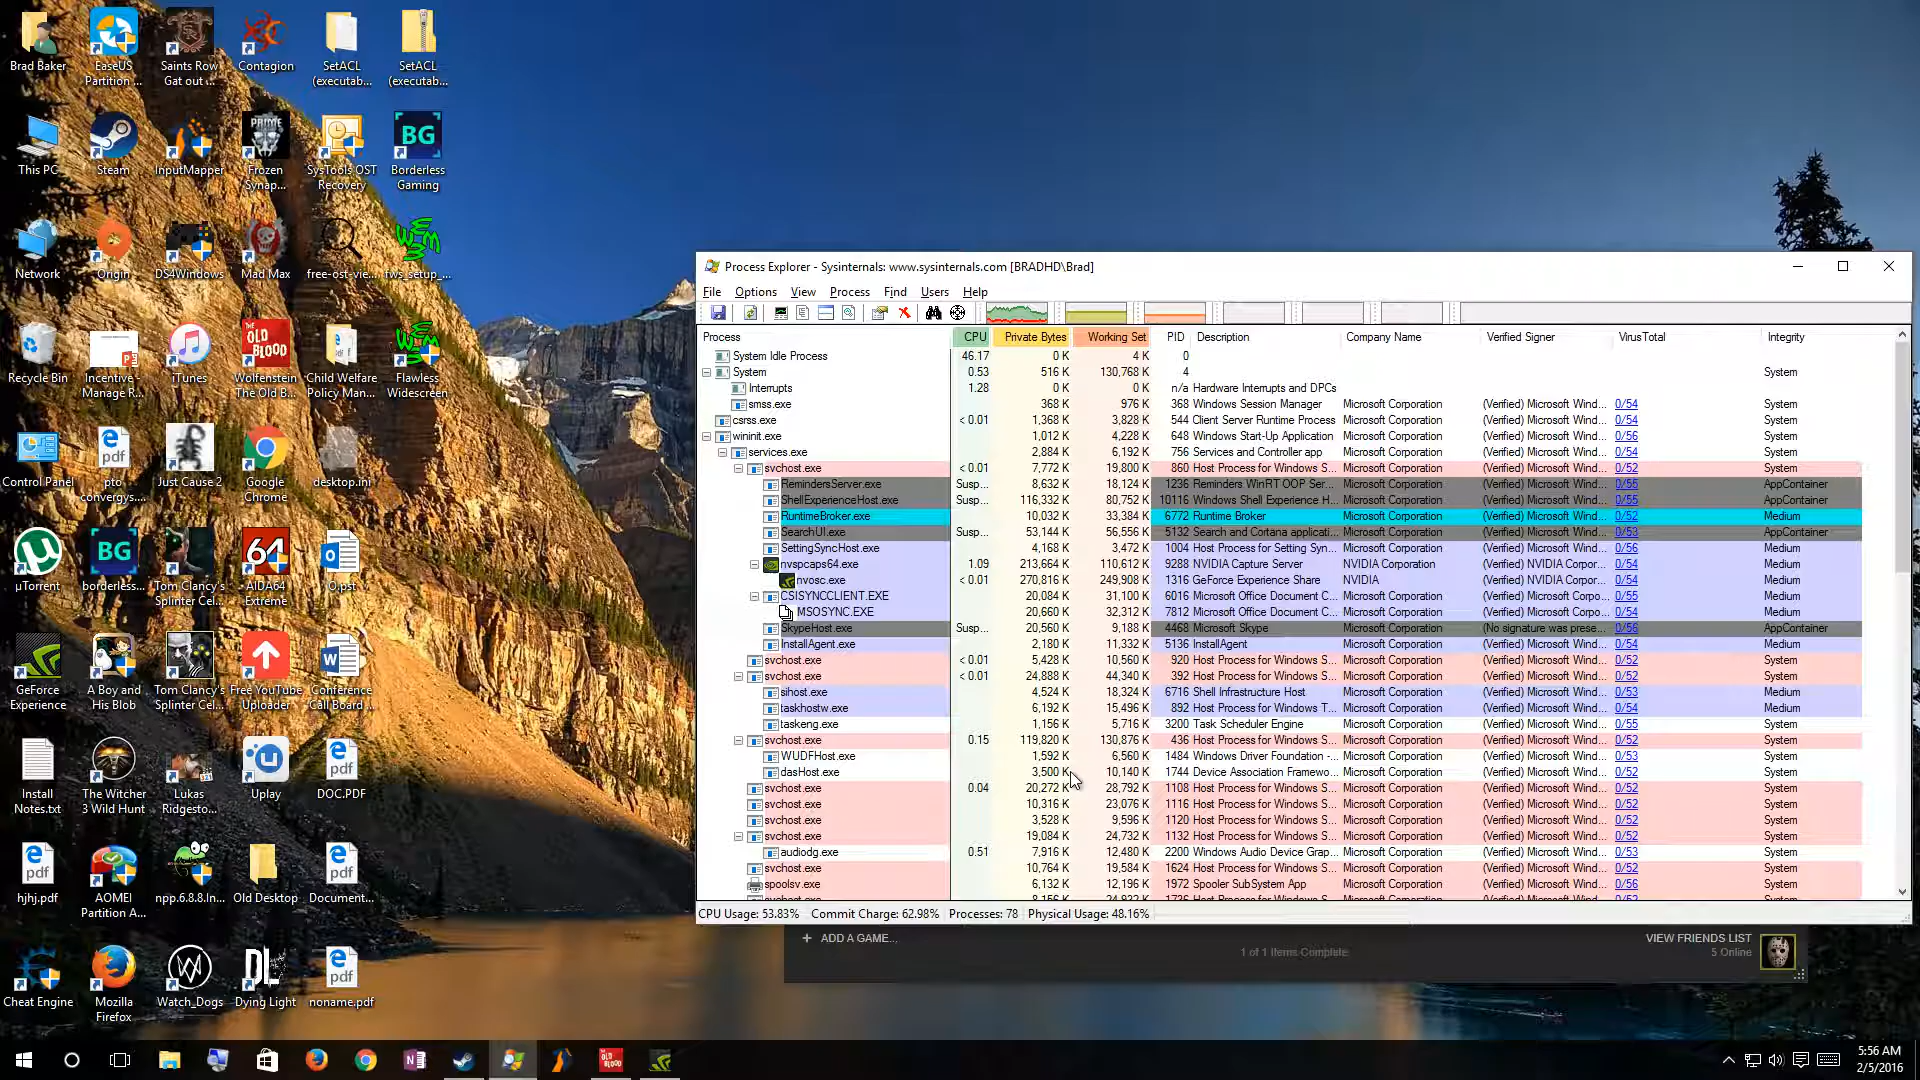 Brad Baker
EaseUS
Partition ...
Saints Row
Gat out ...
Contagion
SetACL
(executab...
SetACL
(executab...
This PC
Steam
InputMapper
Frozen
Synap...
SysTools OST
Recovery
Borderless
Gaming
Network
Origin
DS4Windows
Mad Max
free-ost-vie...
fws_setup_...
Recycle Bin
Incentive -
Manage R...
iTunes
Wolfenstein
The Old B...
Child Welfare
Policy Man...
Flawless
Widescreen
Control Panel
pto
convergys....
Just Cause 2
Google
Chrome
desktop.ini
µTorrent
borderless...
Tom Clancy's
Splinter Cel...
AIDA64
Extreme
O.pst
GeForce
Experience
A Boy and
His Blob
Tom Clancy's
Splinter Cel...
Free YouTube
Uploader
Conference
Call Board ...
Install
Notes.txt
The Witcher
3 Wild Hunt
Lukas
Ridgesto...
Uplay
DOC.PDF
hjhj.pdf
AOMEI
Partition A...
npp.6.8.8.In...
Old Desktop
Document...
Cheat Engine
Mozilla
Firefox
Watch_Dogs
Dying Light
noname.pdf
Process Explorer - Sysinternals: www.sysinternals.com [BRADHD\Brad]
File Options View Process Find Users Help
Process CPU Private Bytes Working Set PID Description Company Name Verified Signer VirusTotal Integrity
System Idle Process 46.17 0 K 4 K 0
System 0.53 516 K 130,768 K 4 System
Interrupts 1.28 0 K 0 K n/a Hardware Interrupts and DPCs
smss.exe 368 K 976 K 368 Windows Session Manager Microsoft Corporation (Verified) Microsoft Wind... 0/54 System
csrss.exe < 0.01 1,368 K 3,828 K 544 Client Server Runtime Process Microsoft Corporation (Verified) Microsoft Wind... 0/54 System
wininit.exe 1,012 K 4,228 K 648 Windows Start-Up Application Microsoft Corporation (Verified) Microsoft Wind... 0/56 System
services.exe 2,884 K 6,192 K 756 Services and Controller app Microsoft Corporation (Verified) Microsoft Wind... 0/54 System
svchost.exe < 0.01 7,772 K 19,800 K 860 Host Process for Windows S... Microsoft Corporation (Verified) Microsoft Wind... 0/52 System
RemindersServer.exe Susp... 8,632 K 18,124 K 1236 Reminders WinRT OOP Ser... Microsoft Corporation (Verified) Microsoft Wind... 0/55 AppContainer
ShellExperienceHost.exe Susp... 116,332 K 80,752 K 10116 Windows Shell Experience H... Microsoft Corporation (Verified) Microsoft Wind... 0/55 AppContainer
RuntimeBroker.exe 10,032 K 33,384 K 6772 Runtime Broker Microsoft Corporation (Verified) Microsoft Wind... 0/52 Medium
SearchUI.exe Susp... 53,144 K 56,556 K 5132 Search and Cortana applicati... Microsoft Corporation (Verified) Microsoft Wind... 0/53 AppContainer
SettingSyncHost.exe 4,168 K 3,472 K 1004 Host Process for Setting Syn... Microsoft Corporation (Verified) Microsoft Wind... 0/56 Medium
nvspcaps64.exe 1.09 213,664 K 110,612 K 9288 NVIDIA Capture Server NVIDIA Corporation (Verified) Microsoft Wind... 0/54 Medium
nvosc.exe < 0.01 270,816 K 249,908 K 1316 GeForce Experience Share NVIDIA (Verified) Microsoft Wind... 0/54 Medium
CSISYNCCLIENT.EXE 20,084 K 31,100 K 6016 Microsoft Office Document C... Microsoft Corporation (Verified) Microsoft Corpo... 0/55 Medium
MSOSYNC.EXE 20,660 K 32,312 K 7812 Microsoft Office Document C... Microsoft Corporation (Verified) Microsoft Corpo... 0/54 Medium
SkypeHost.exe Susp... 20,560 K 9,188 K 4468 Microsoft Skype Microsoft Corporation (No signature was prese... 0/56 AppContainer
InstallAgent.exe 2,180 K 11,332 K 5136 InstallAgent Microsoft Corporation (Verified) Microsoft Wind... 0/54 Medium
svchost.exe < 0.01 5,428 K 10,560 K 920 Host Process for Windows S... Microsoft Corporation (Verified) Microsoft Wind... 0/52 System
svchost.exe < 0.01 24,888 K 44,340 K 392 Host Process for Windows S... Microsoft Corporation (Verified) Microsoft Wind... 0/52 System
sihost.exe 4,524 K 18,324 K 6716 Shell Infrastructure Host Microsoft Corporation (Verified) Microsoft Wind... 0/53 Medium
taskhostw.exe 6,192 K 15,496 K 892 Host Process for Windows T... Microsoft Corporation (Verified) Microsoft Wind... 0/54 Medium
taskeng.exe 1,156 K 5,716 K 3200 Task Scheduler Engine Microsoft Corporation (Verified) Microsoft Wind... 0/55 System
svchost.exe 0.15 119,820 K 130,876 K 436 Host Process for Windows S... Microsoft Corporation (Verified) Microsoft Wind... 0/52 System
WUDFHost.exe 1,592 K 6,560 K 1484 Windows Driver Foundation -... Microsoft Corporation (Verified) Microsoft Wind... 0/53 System
dasHost.exe 3,500 K 10,140 K 1744 Device Association Framewo... Microsoft Corporation (Verified) Microsoft Wind... 0/52 System
svchost.exe 0.04 20,272 K 28,792 K 1108 Host Process for Windows S... Microsoft Corporation (Verified) Microsoft Wind... 0/52 System
svchost.exe 10,316 K 23,076 K 1116 Host Process for Windows S... Microsoft Corporation (Verified) Microsoft Wind... 0/52 System
svchost.exe 3,528 K 9,596 K 1120 Host Process for Windows S... Microsoft Corporation (Verified) Microsoft Wind... 0/52 System
svchost.exe 19,084 K 24,732 K 1132 Host Process for Windows S... Microsoft Corporation (Verified) Microsoft Wind... 0/52 System
audiodg.exe 0.51 7,916 K 12,480 K 2200 Windows Audio Device Grap... Microsoft Corporation (Verified) Microsoft Wind... 0/53 System
svchost.exe 10,764 K 19,584 K 1624 Host Process for Windows S... Microsoft Corporation (Verified) Microsoft Wind... 0/52 System
spoolsv.exe 6,132 K 12,196 K 1972 Spooler SubSystem App Microsoft Corporation (Verified) Microsoft Wind... 0/56 System
CPU Usage: 53.83% Commit Charge: 62.98% Processes: 78 Physical Usage: 48.16%
+ ADD A GAME...
1 of 1 Items Complete
VIEW FRIENDS LIST
5 Online
5:56 AM
2/5/2016